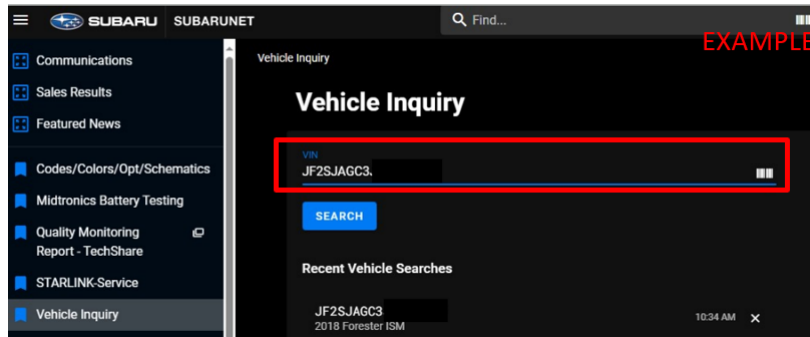 SUBARU SUBARUNET Find...
EXAMPLE
Communications
Sales Results
Featured News
Codes/Colors/Opt/Schematics
Midtronics Battery Testing
Quality Monitoring
Report - TechShare
STARLINK-Service
Vehicle Inquiry
Vehicle Inquiry
Vehicle Inquiry
VIN
JF2SJAGC3
SEARCH
Recent Vehicle Searches
JF2SJAGC3
2018 Forester ISM
10:34 AM